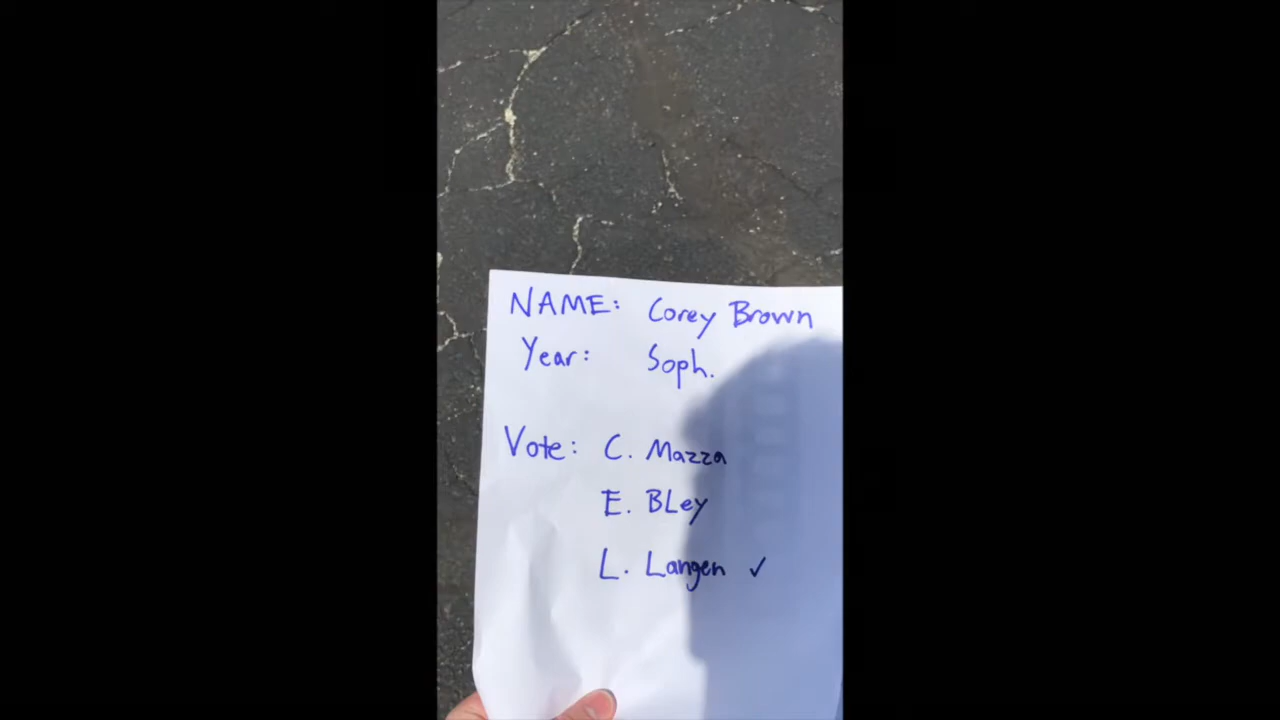 NAME: Corey Brown
Year: Soph.
Vote: C. Mazza
E. BLey
L. Langen ✓